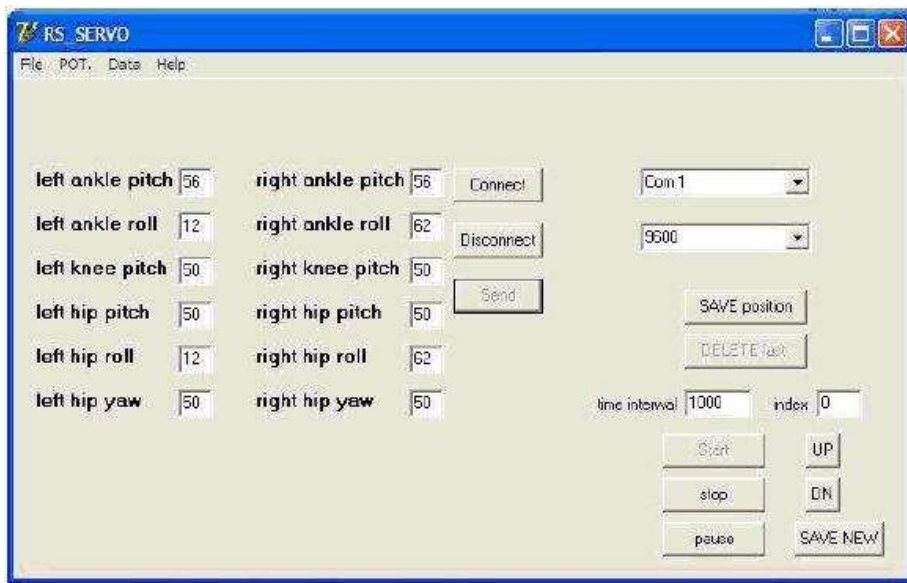 RS_SERVO
File POT. Data Help
left ankle pitch 56 right ankle pitch 56 Connect Com 1
left ankle roll 12 right ankle roll 62 Disconnect 9600
left knee pitch 50 right knee pitch 50 Send
left hip pitch 50 right hip pitch 50 SAVE position
left hip roll 12 right hip roll 62 DELETE last
left hip yaw 50 right hip yaw 50 time interval 1000 index 0
Start UP
stop DN
pause SAVE NEW